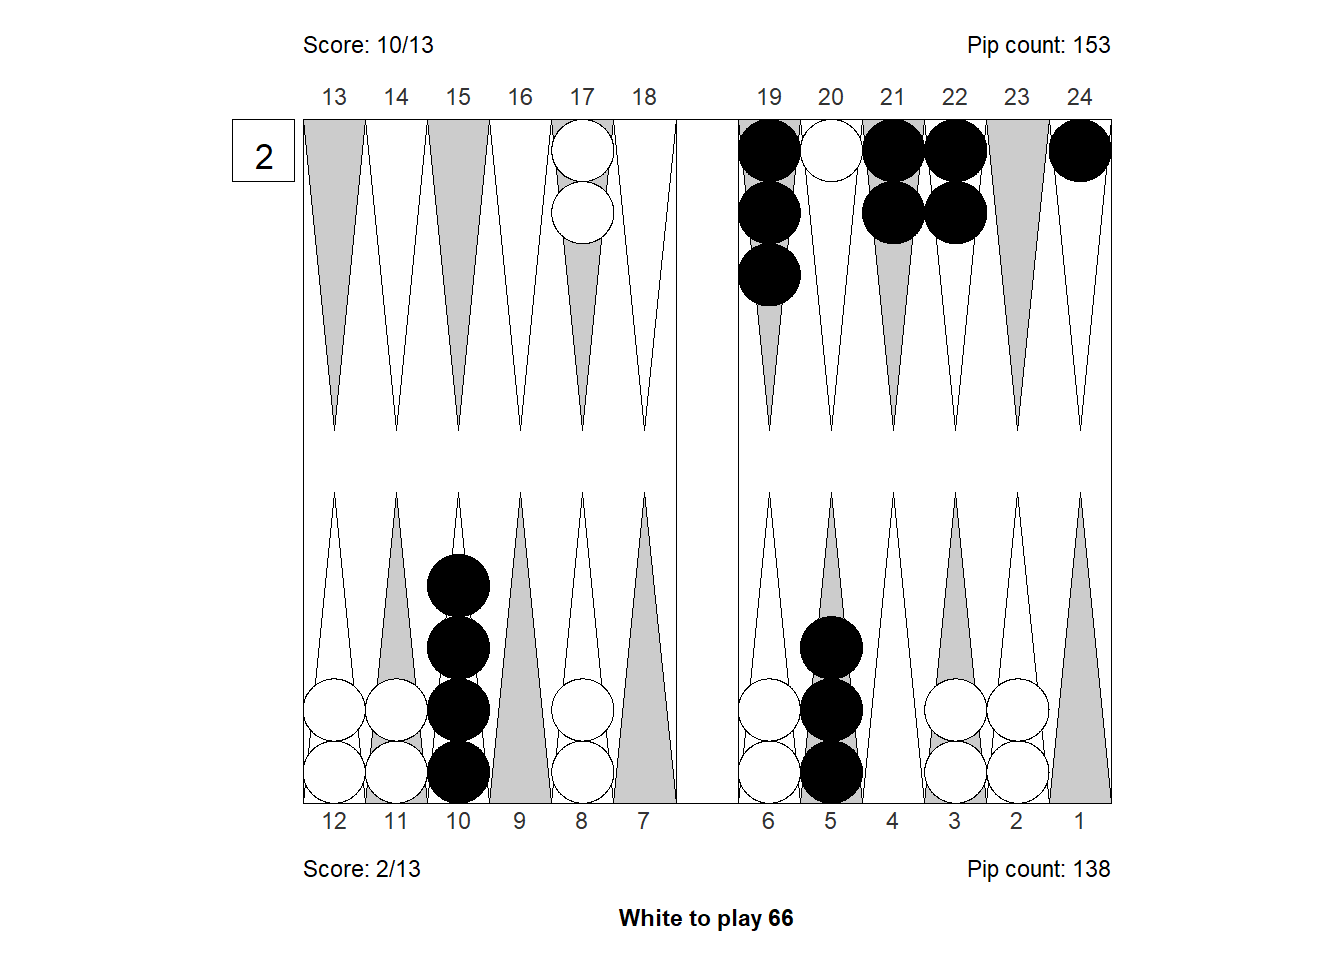 Score: 10/13 Pip count: 153
13 14 15 16 17 18 19 20 21 22 23 24
2
12 11 10 9 8 7 6 5 4 3 2 1
Score: 2/13 Pip count: 138
White to play 66